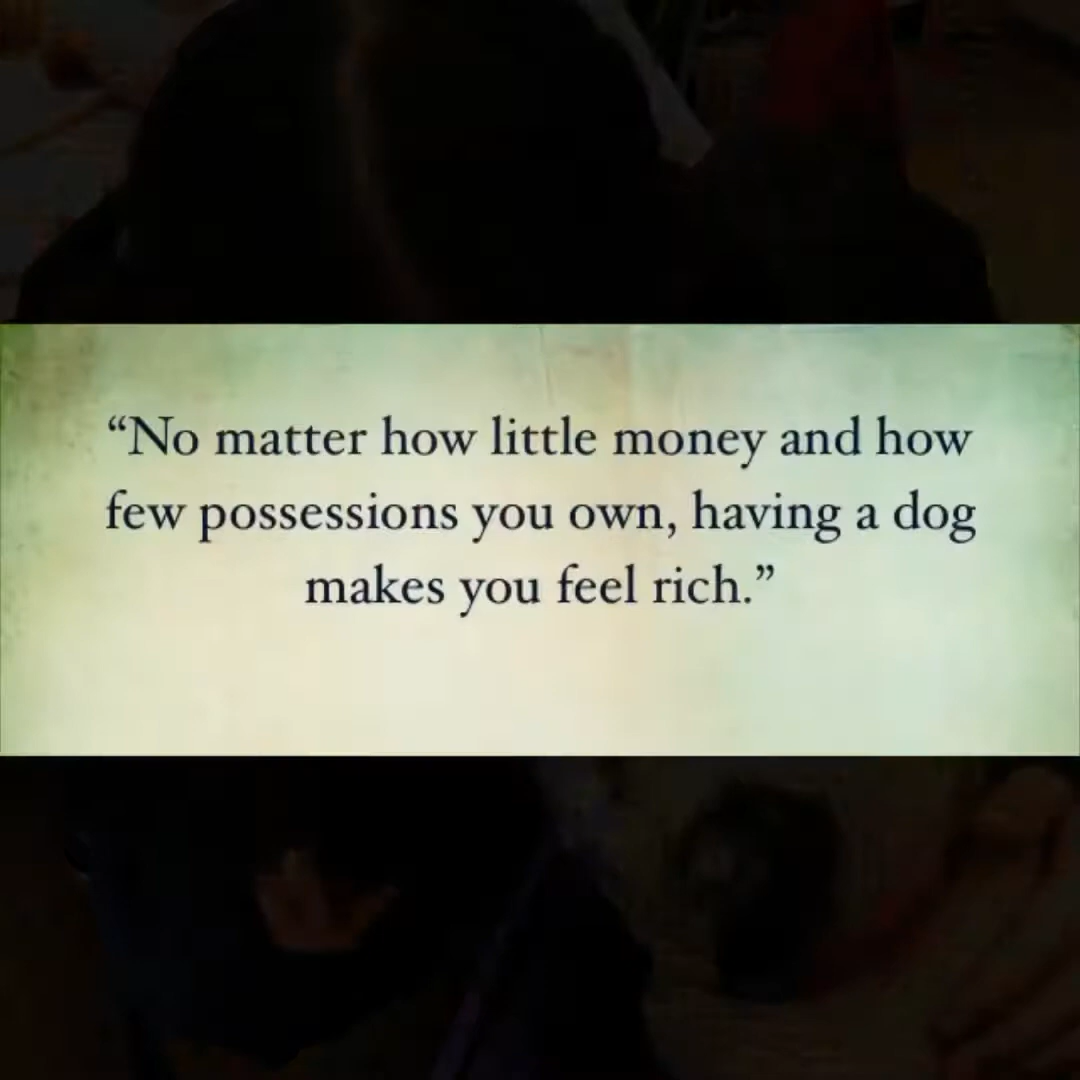 “No matter how little money and how
few possessions you own, having a dog
makes you feel rich.”